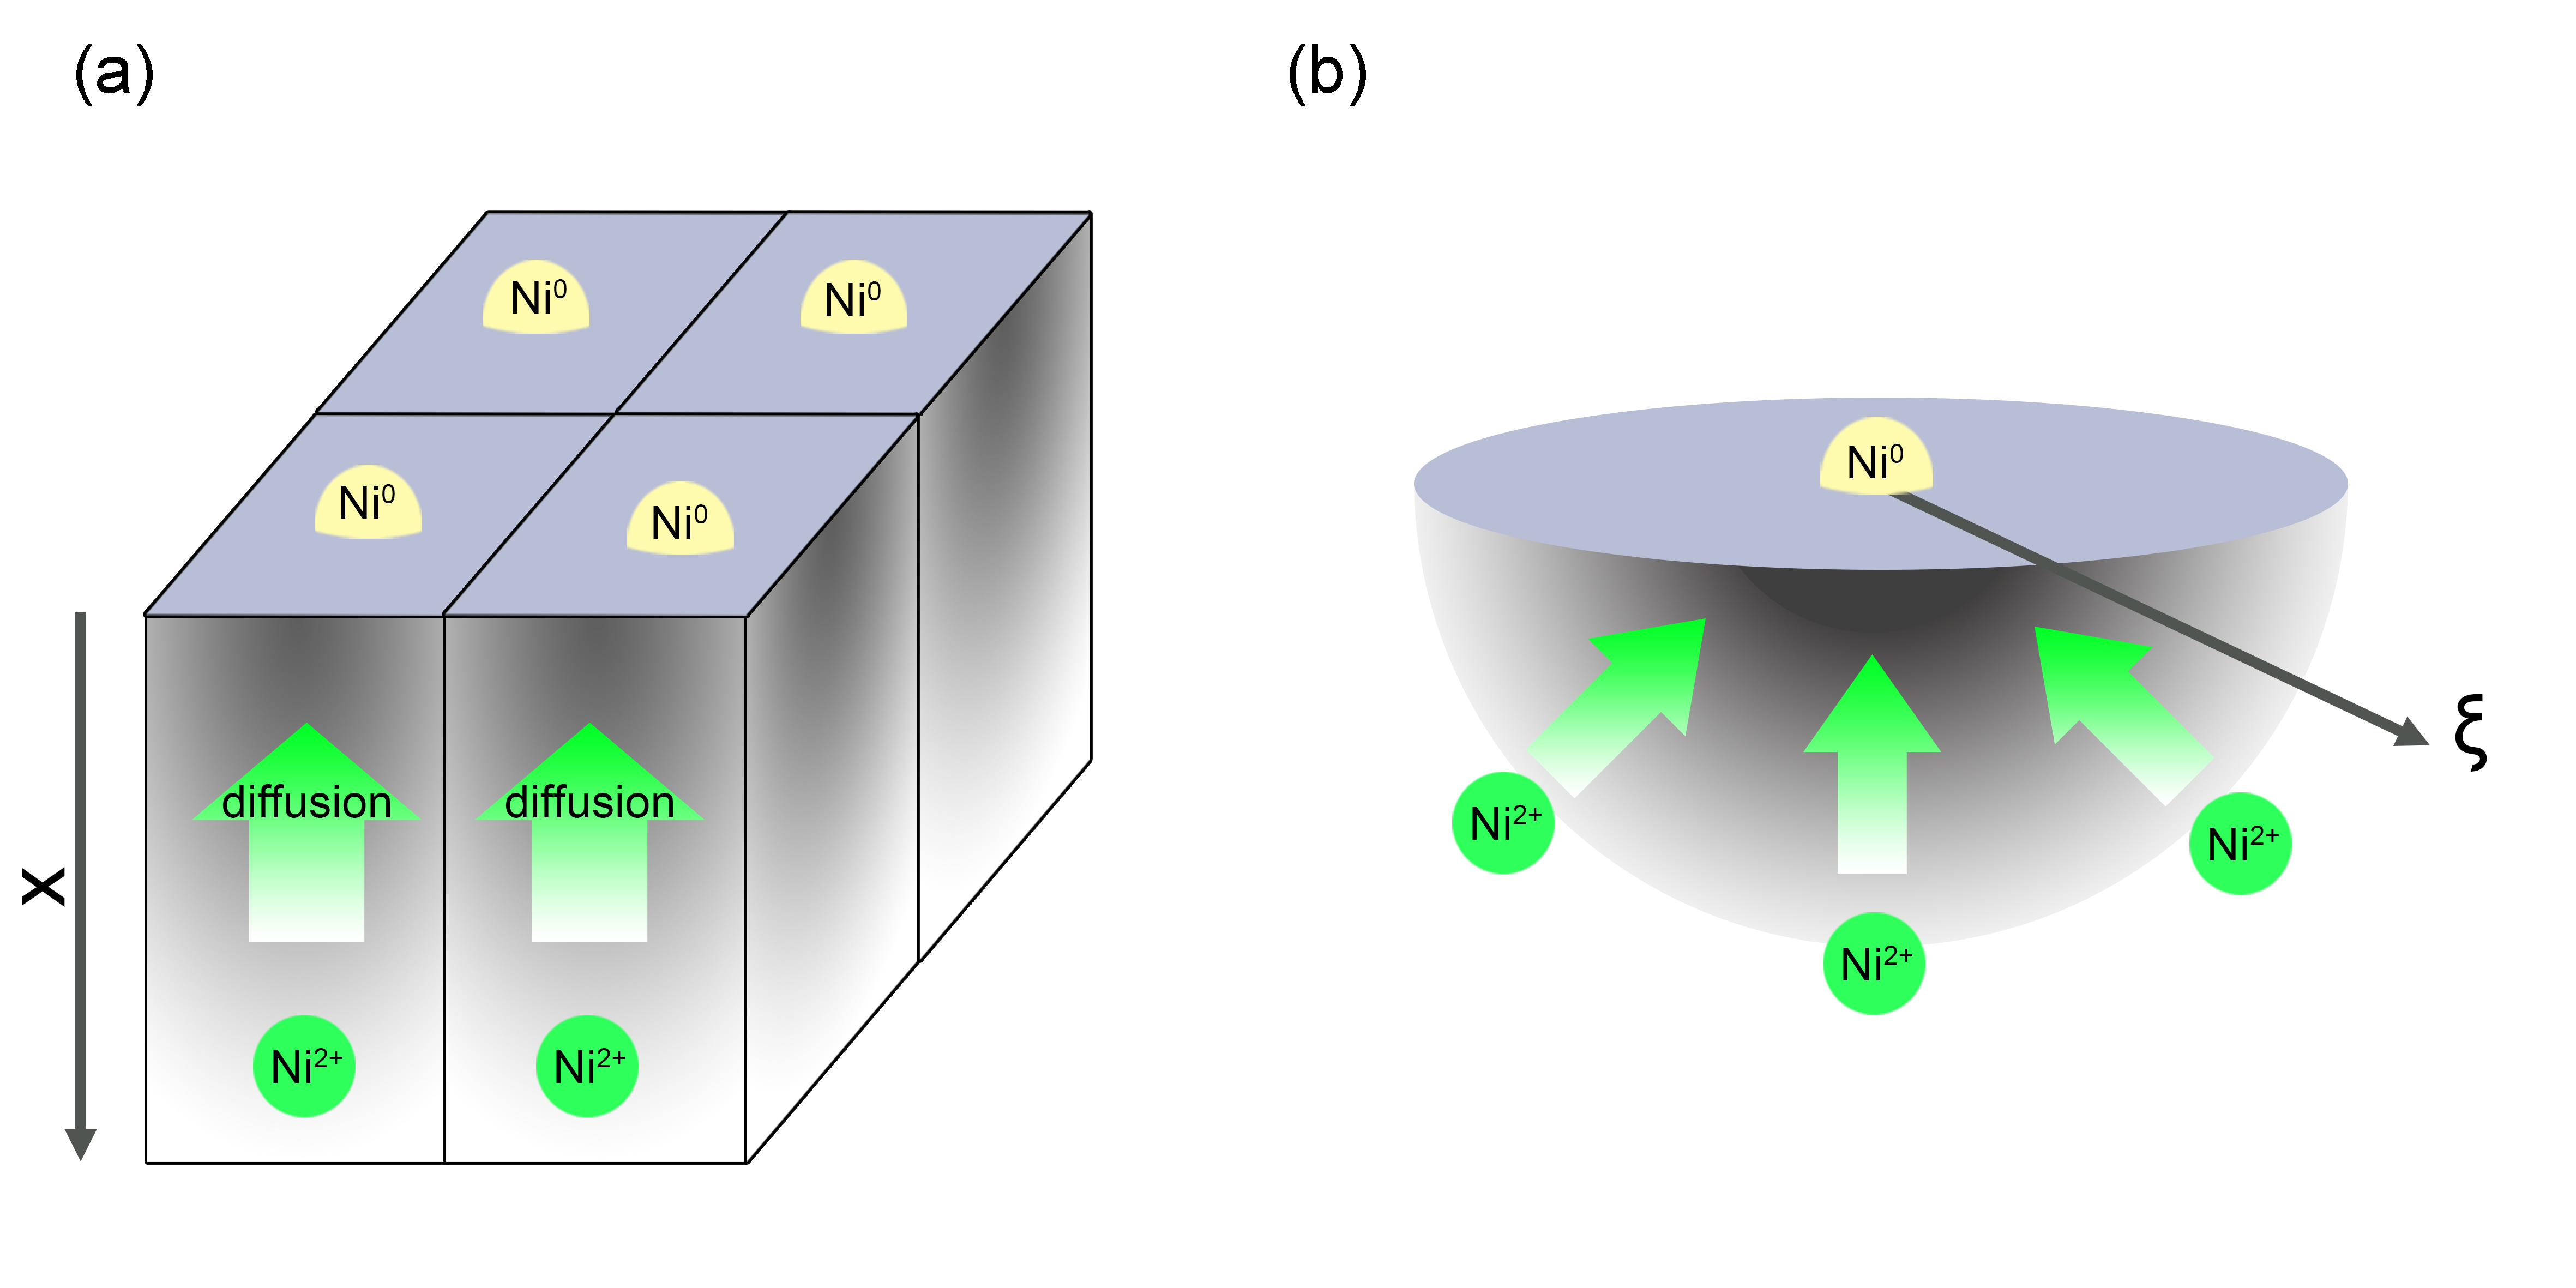 (a)
(b)
Ni⁰
Ni⁰
Ni⁰
Ni⁰
diffusion
diffusion
x
Ni²⁺
Ni²⁺
Ni⁰
ξ
Ni²⁺
Ni²⁺
Ni²⁺